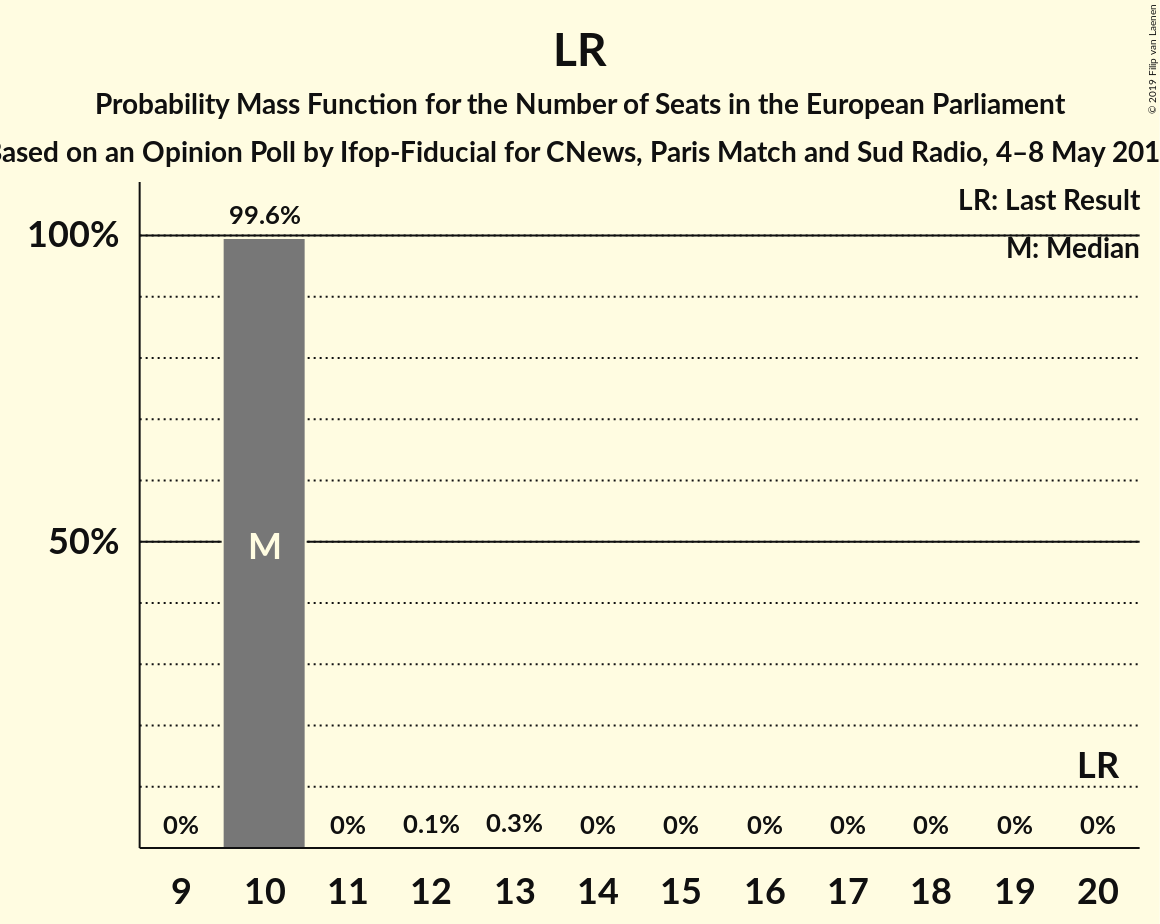 LR
Probability Mass Function for the Number of Seats in the European Parliament
on an Opinion Poll by Ifop-Fiducial for CNews, Paris Match and Sud Radio, 4–8 May
© 2019 Filip van Laenen
LR: Last Result
M: Median
99.6%
100%
50%
M
LR
0% 0% 0.1% 0.3% 0% 0% 0% 0% 0% 0% 0%
9 10 11 12 13 14 15 16 17 18 19 20